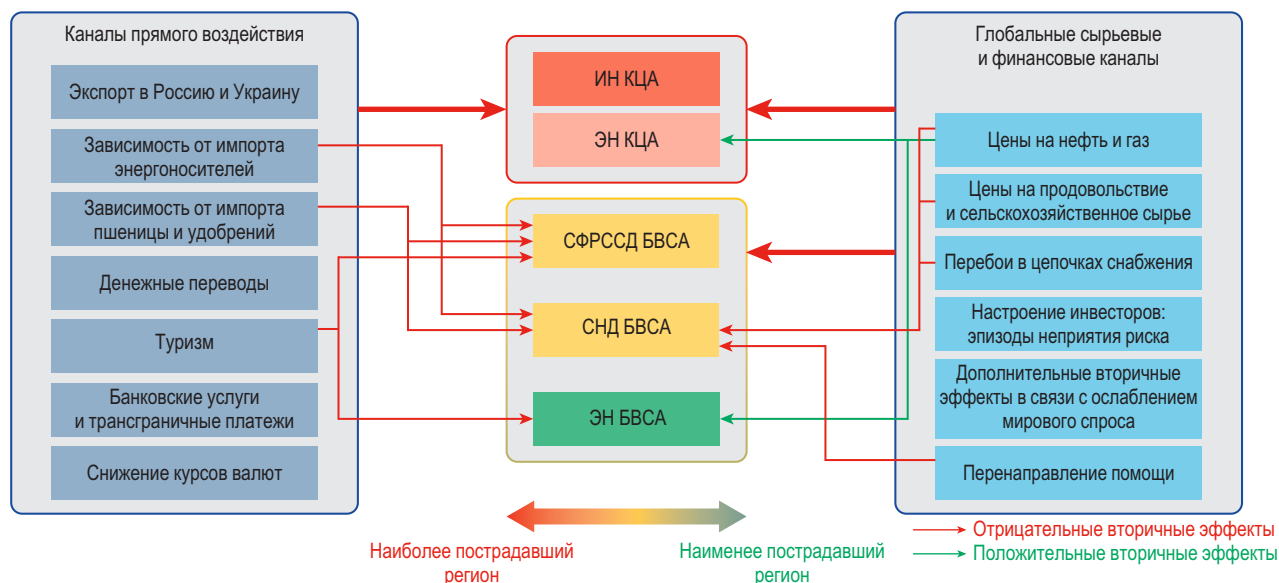 Каналы прямого воздействия
Экспорт в Россию и Украину
Зависимость от импорта
энергоносителей
Зависимость от импорта
пшеницы и удобрений
Денежные переводы
Туризм
Банковские услуги
и трансграничные платежи
Снижение курсов валют
ИН КЦА
ЭН КЦА
СФРССД БВСА
СНД БВСА
ЭН БВСА
Наиболее пострадавший
регион
Наименее пострадавший
регион
Глобальные сырьевые
и финансовые каналы
Цены на нефть и газ
Цены на продовольствие
и сельскохозяйственное сырье
Перебои в цепочках снабжения
Настроение инвесторов:
эпизоды неприятия риска
Дополнительные вторичные
эффекты в связи с ослаблением
мирового спроса
Перенаправление помощи
Отрицательные вторичные эффекты
Положительные вторичные эффекты